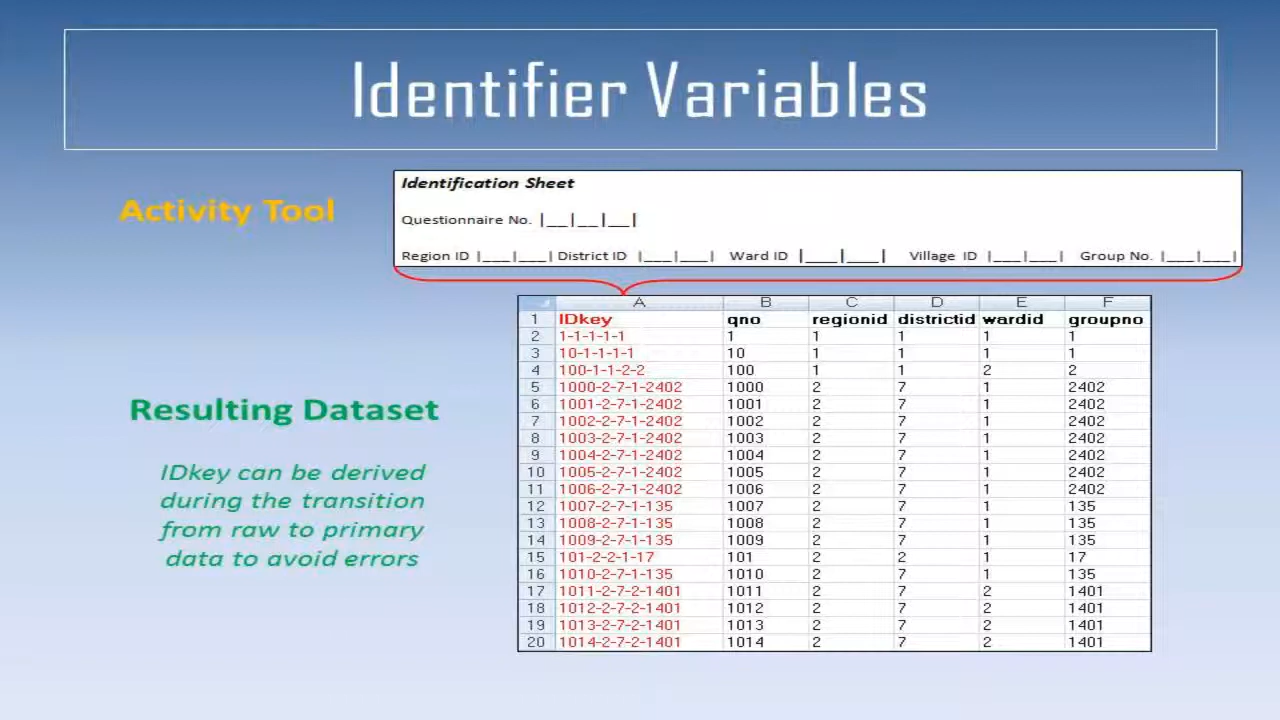 Identifier Variables
Activity Tool
Identification Sheet
Questionnaire No. |__|__|__|
Region ID |___|___| District ID |___|___| Ward ID |___|___| Village ID |___|___| Group No. |___|___|
Resulting Dataset
IDkey can be derived
during the transition
from raw to primary
data to avoid errors
A B C D E F
1 IDkey qno regionid districtid wardid groupno
2 1-1-1-1-1 1 1 1 1 1
3 10-1-1-1-1 10 1 1 1 1
4 100-1-1-2-2 100 1 1 2 2
5 1000-2-7-1-2402 1000 2 7 1 2402
6 1001-2-7-1-2402 1001 2 7 1 2402
7 1002-2-7-1-2402 1002 2 7 1 2402
8 1003-2-7-1-2402 1003 2 7 1 2402
9 1004-2-7-1-2402 1004 2 7 1 2402
10 1005-2-7-1-2402 1005 2 7 1 2402
11 1006-2-7-1-2402 1006 2 7 1 2402
12 1007-2-7-1-135 1007 2 7 1 135
13 1008-2-7-1-135 1008 2 7 1 135
14 1009-2-7-1-135 1009 2 7 1 135
15 101-2-2-1-17 101 2 2 1 17
16 1010-2-7-1-135 1010 2 7 1 135
17 1011-2-7-2-1401 1011 2 7 2 1401
18 1012-2-7-2-1401 1012 2 7 2 1401
19 1013-2-7-2-1401 1013 2 7 2 1401
20 1014-2-7-2-1401 1014 2 7 2 1401